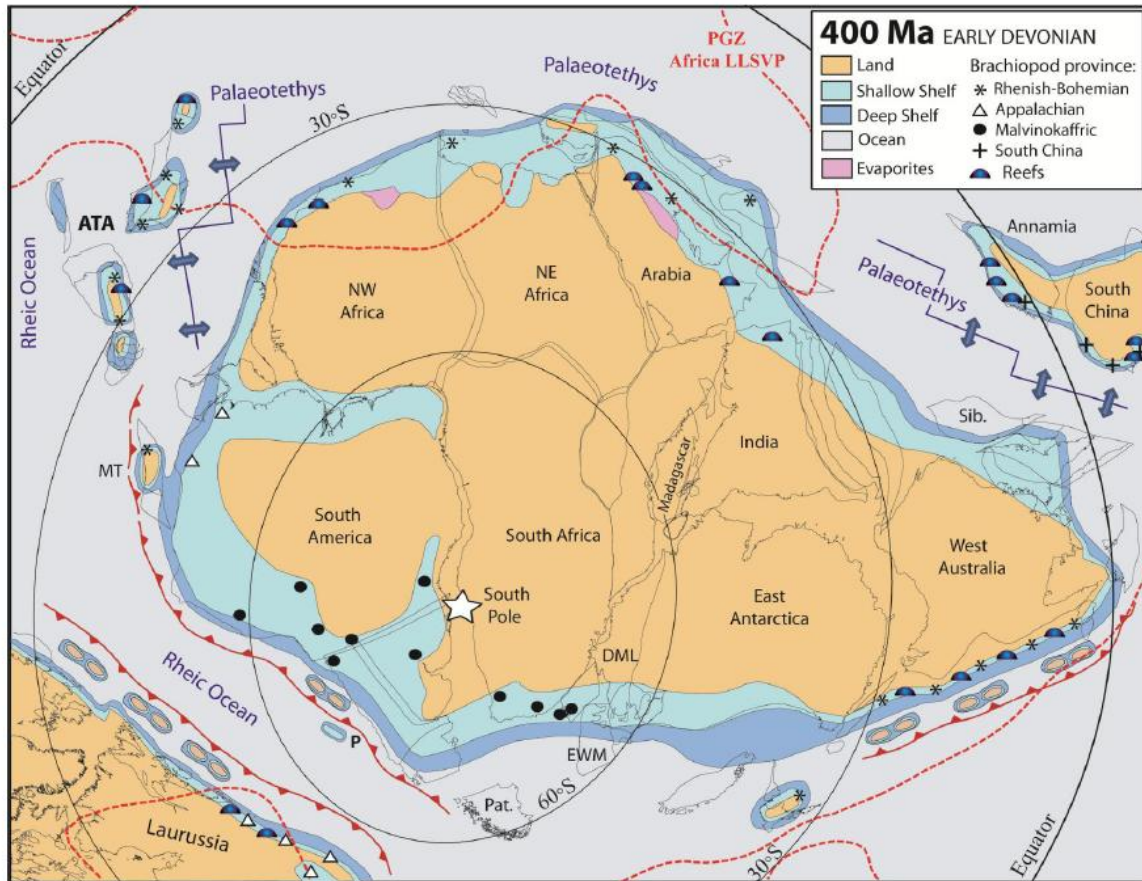 Equator
PGZ
Africa LLSVP
400 Ma EARLY DEVONIAN
Land
Shallow Shelf
Deep Shelf
Ocean
Evaporites
Brachiopod province:
Rhenish-Bohemian
Appalachian
Malvinokaffric
South China
Reefs
Palaeotethys
Palaeotethys
30°S
ATA
Rheic Ocean
Annamia
South
China
Palaeotethys
NW
Africa
NE
Africa
Arabia
Sib.
MT
India
Madagascar
South
America
South Africa
West
Australia
South
Pole
East
Antarctica
DML
Rheic Ocean
P
EWM
60°S
Pat.
30°S
Equator
Laurussia